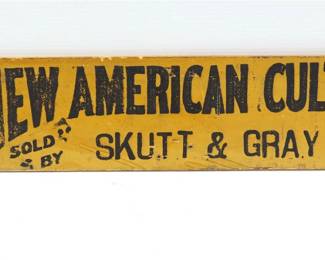 NEW AMERICAN CUL
SOLD
& BY
SKUTT & GRAY